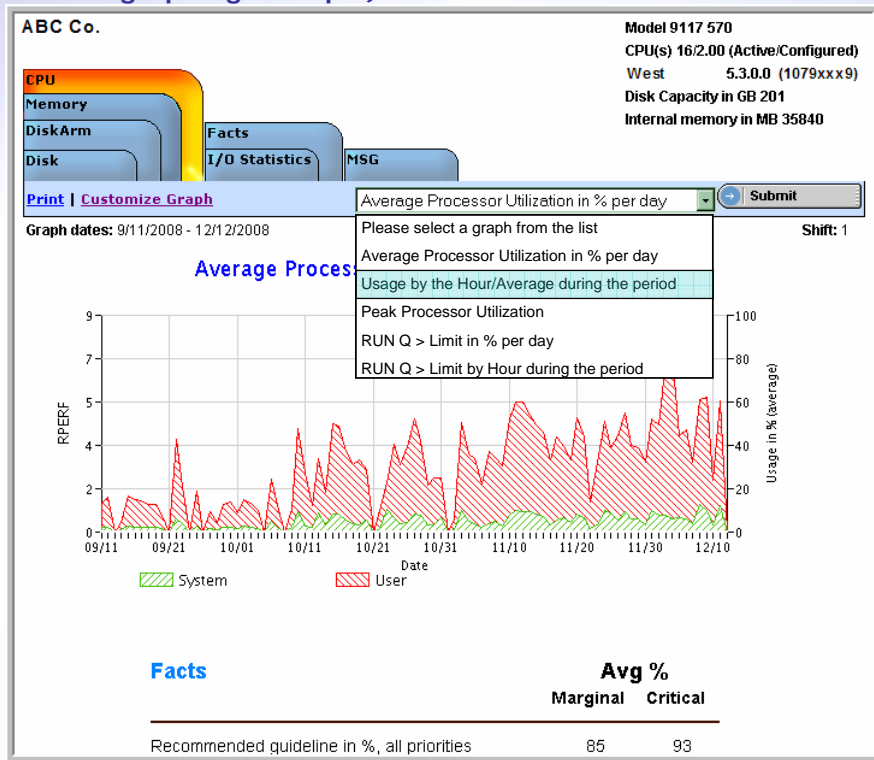 ABC Co.
Model 9117 570
CPU(s) 16/2.00 (Active/Configured)
West 5.3.0.0 (1079xxx9)
Disk Capacity in GB 201
Internal memory in MB 35840
CPU
Memory
DiskArm
Disk
Facts
I/O Statistics
MSG
Print | Customize Graph
Average Processor Utilization in % per day
Submit
Graph dates: 9/11/2008 - 12/12/2008
Shift: 1
Please select a graph from the list
Average Processor Utilization in % per day
Usage by the Hour/Average during the period
Peak Processor Utilization
RUN Q > Limit in % per day
RUN Q > Limit by Hour during the period
Average Proces
9
7
5
4
2
0
RPERF
100
80
60
40
20
0
Usage in % (average)
09/11 09/21 10/01 10/11 10/21 10/31 11/10 11/20 11/30 12/10
Date
System
User
Facts
Avg %
Marginal Critical
Recommended guideline in %, all priorities 85 93